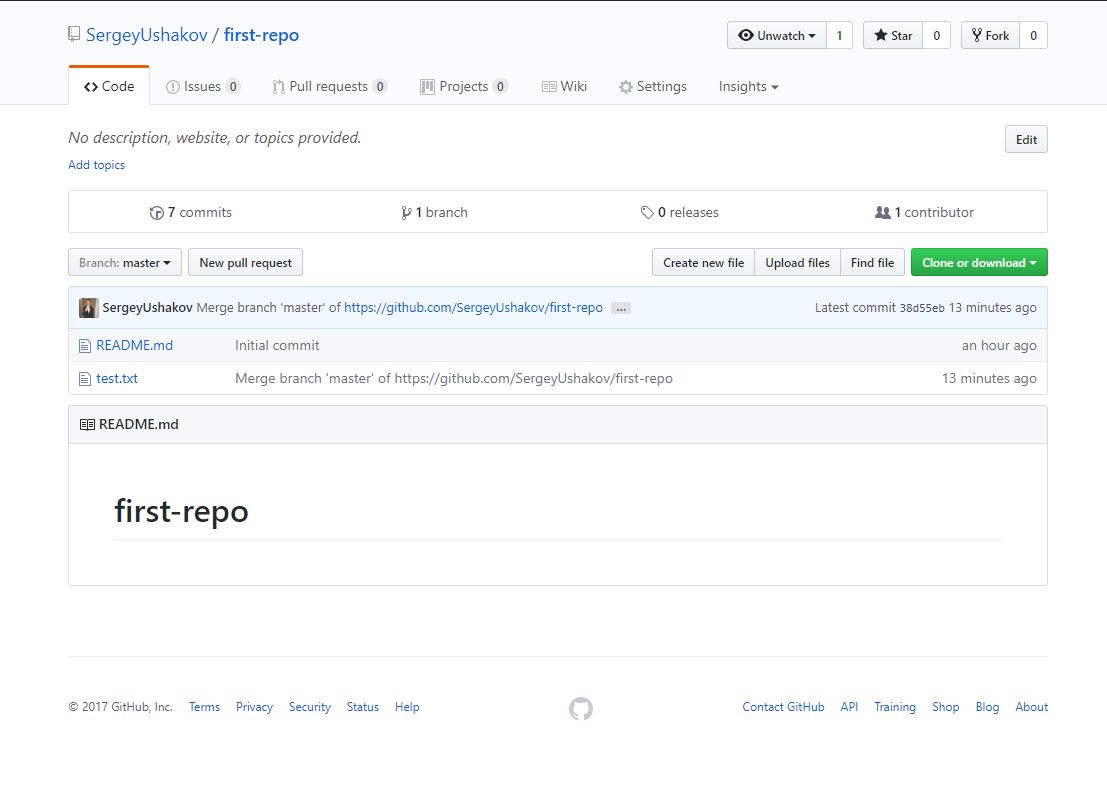 SergeyUshakov / first-repo
Unwatch 1 Star 0 Fork 0
Code Issues 0 Pull requests 0 Projects 0 Wiki Settings Insights
No description, website, or topics provided. Edit
Add topics
7 commits 1 branch 0 releases 1 contributor
Branch: master New pull request Create new file Upload files Find file Clone or download
SergeyUshakov Merge branch 'master' of https://github.com/SergeyUshakov/first-repo ... Latest commit 38d55eb 13 minutes ago
README.md Initial commit an hour ago
test.txt Merge branch 'master' of https://github.com/SergeyUshakov/first-repo 13 minutes ago
README.md
first-repo
© 2017 GitHub, Inc. Terms Privacy Security Status Help Contact GitHub API Training Shop Blog About